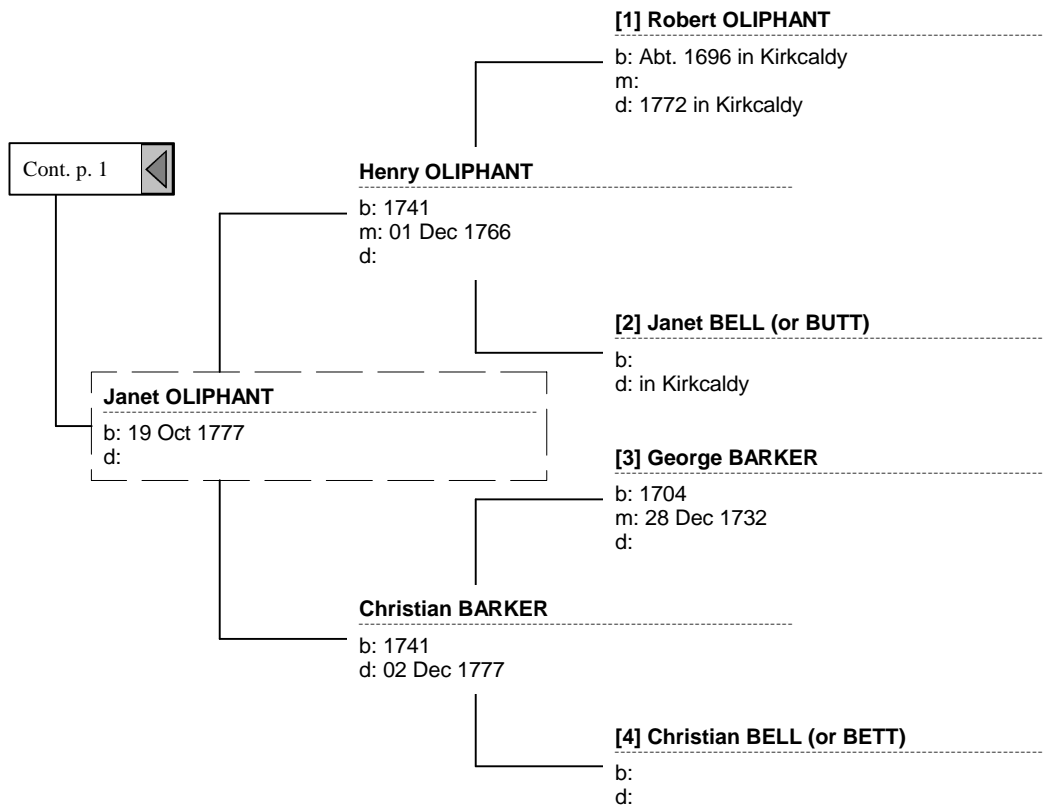 [1] Robert OLIPHANT
b: Abt. 1696 in Kirkcaldy
m:
d: 1772 in Kirkcaldy
Cont. p. 1
Henry OLIPHANT
b: 1741
m: 01 Dec 1766
d:
[2] Janet BELL (or BUTT)
b:
d: in Kirkcaldy
Janet OLIPHANT
b: 19 Oct 1777
d:
[3] George BARKER
b: 1704
m: 28 Dec 1732
d:
Christian BARKER
b: 1741
d: 02 Dec 1777
[4] Christian BELL (or BETT)
b:
d: